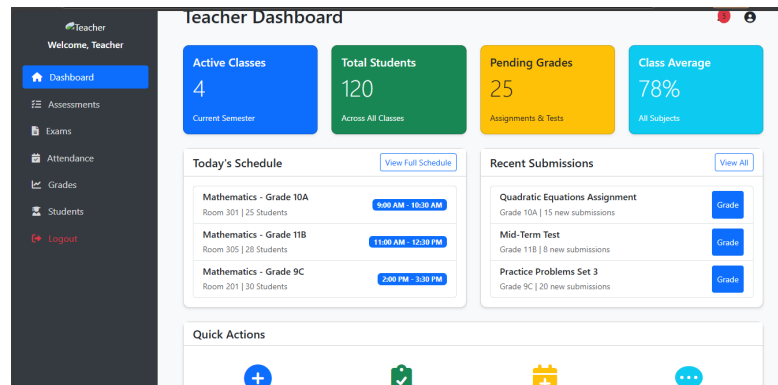 Teacher
Welcome, Teacher
Dashboard
Assessments
Exams
Attendance
Grades
Students
Logout
Teacher Dashboard
Active Classes
4
Current Semester
Total Students
120
Across All Classes
Pending Grades
25
Assignments & Tests
Class Average
78%
All Subjects
Today's Schedule
View Full Schedule
Mathematics - Grade 10A
Room 301 | 25 Students
9:00 AM - 10:30 AM
Mathematics - Grade 11B
Room 305 | 28 Students
11:00 AM - 12:30 PM
Mathematics - Grade 9C
Room 201 | 30 Students
2:00 PM - 3:30 PM
Recent Submissions
View All
Quadratic Equations Assignment
Grade 10A | 15 new submissions
Grade
Mid-Term Test
Grade 11B | 8 new submissions
Grade
Practice Problems Set 3
Grade 9C | 20 new submissions
Grade
Quick Actions